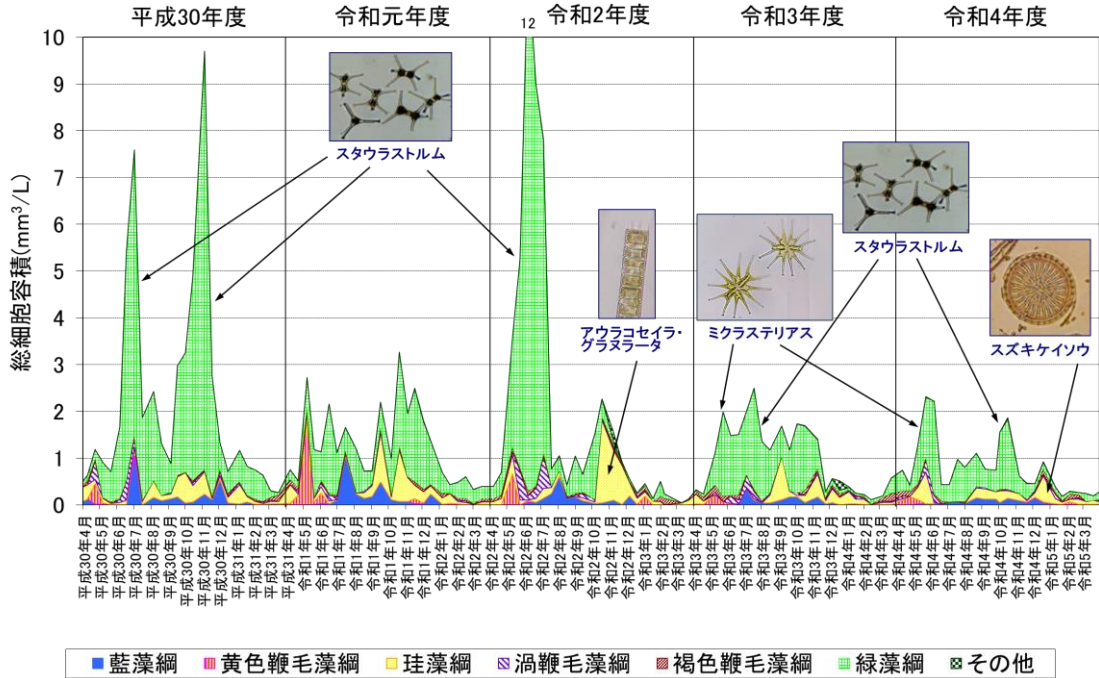 平成30年度
令和元年度
令和2年度
令和3年度
令和4年度
12
総細胞容積(mm³/L)
10
9
8
7
6
5
4
3
2
1
0
スタウラストルム
アウラコセイラ・
グラヌラータ
ミクラステリアス
スタウラストルム
スズキケイソウ
平成30年4月
平成30年5月
平成30年6月
平成30年7月
平成30年8月
平成30年9月
平成30年10月
平成30年11月
平成30年12月
平成31年1月
平成31年2月
平成31年3月
平成31年4月
令和1年5月
令和1年6月
令和1年7月
令和1年8月
令和1年9月
令和1年10月
令和1年11月
令和1年12月
令和2年1月
令和2年2月
令和2年3月
令和2年4月
令和2年5月
令和2年6月
令和2年7月
令和2年8月
令和2年9月
令和2年10月
令和2年11月
令和2年12月
令和3年1月
令和3年2月
令和3年3月
令和3年4月
令和3年5月
令和3年6月
令和3年7月
令和3年8月
令和3年9月
令和3年10月
令和3年11月
令和3年12月
令和4年1月
令和4年2月
令和4年3月
令和4年4月
令和4年5月
令和4年6月
令和4年7月
令和4年8月
令和4年9月
令和4年10月
令和4年11月
令和4年12月
令和5年1月
令和5年2月
令和5年3月
藍藻綱 黄色鞭毛藻綱 珪藻綱 渦鞭毛藻綱 褐色鞭毛藻綱 緑藻綱 その他